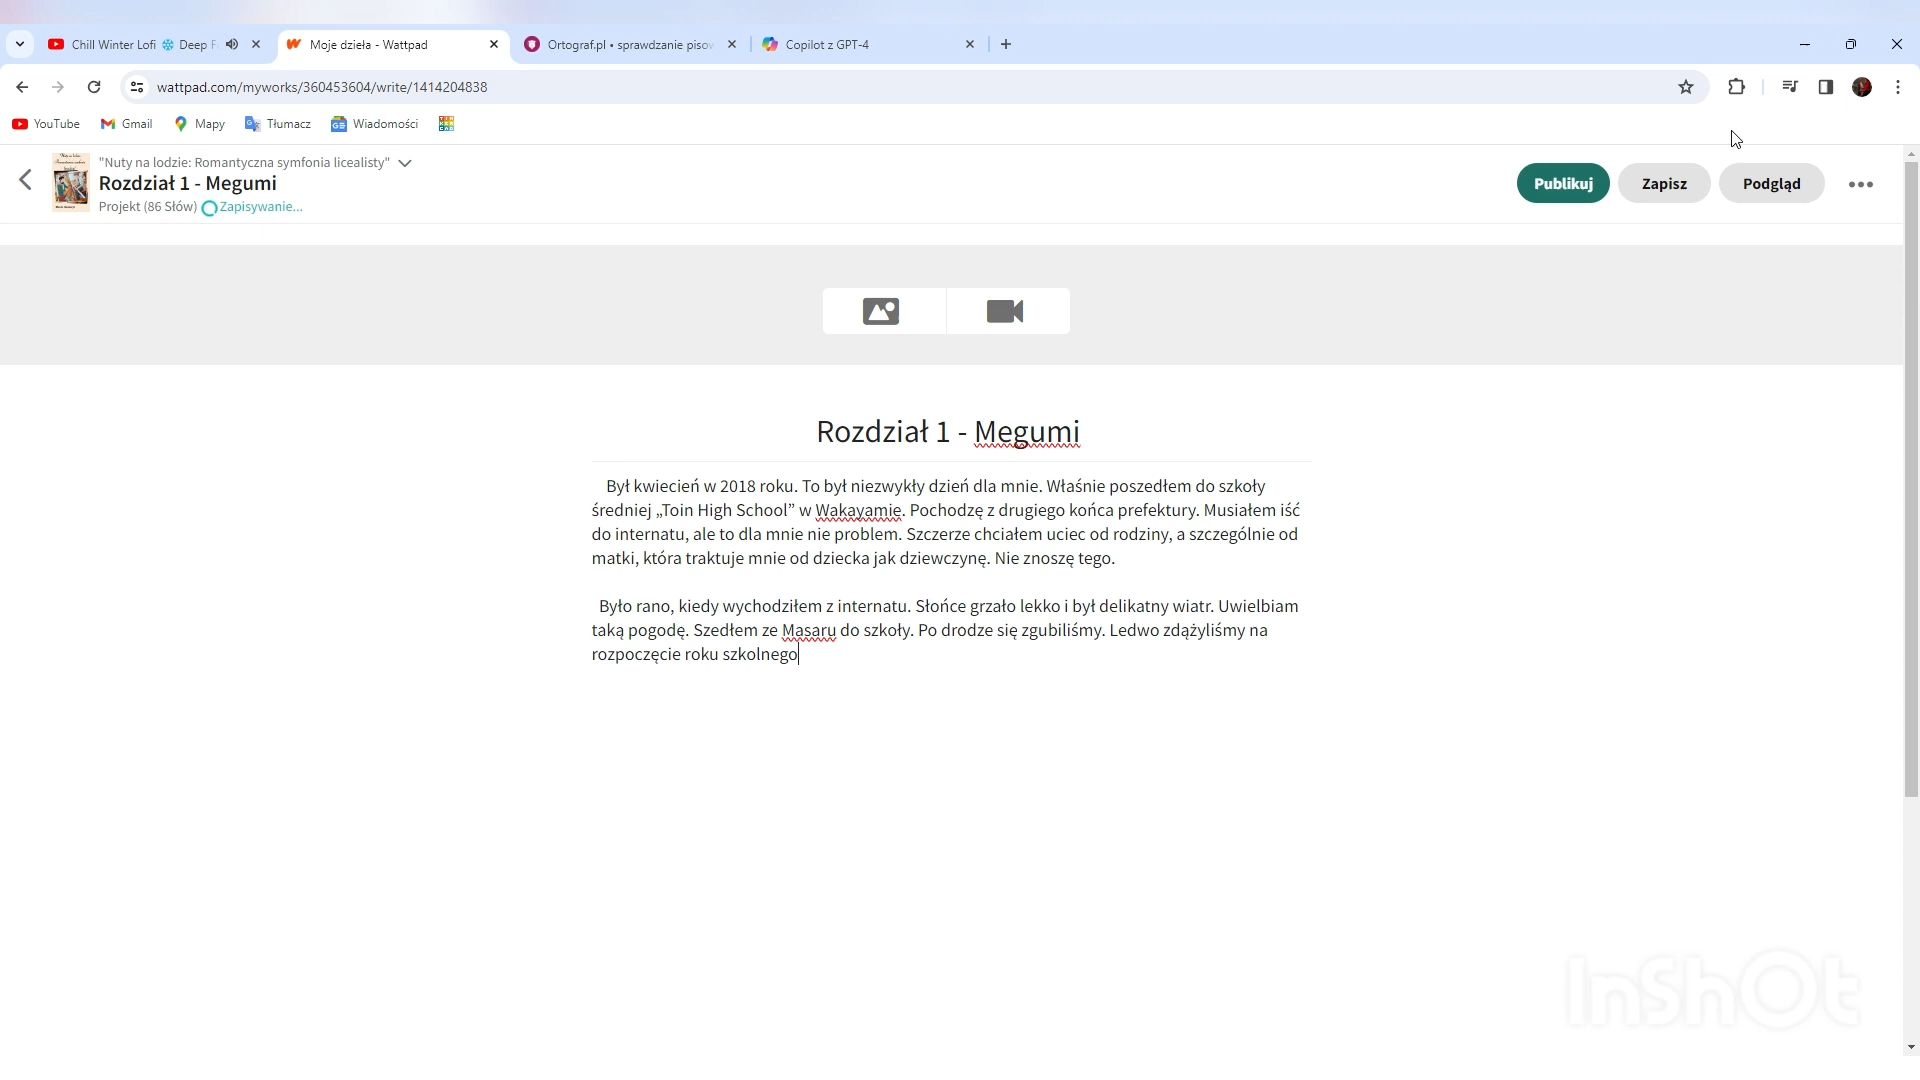 Chill Winter Lofi ❄ Deep F
Moje dzieła - Wattpad
Ortograf.pl • sprawdzanie pisow
Copilot z GPT-4
wattpad.com/myworks/360453604/write/1414204838
YouTube
Gmail
Mapy
Tłumacz
Wiadomości
"Nuty na lodzie: Romantyczna symfonia licealisty"
Rozdział 1 - Megumi
Projekt (86 Słów) Zapisywanie...
Publikuj
Zapisz
Podgląd
Rozdział 1 - Megumi
Był kwiecień w 2018 roku. To był niezwykły dzień dla mnie. Właśnie poszedłem do szkoły
średniej „Toin High School” w Wakayamie. Pochodzę z drugiego końca prefektury. Musiałem iść
do internatu, ale to dla mnie nie problem. Szczerze chciałem uciec od rodziny, a szczególnie od
matki, która traktuje mnie od dziecka jak dziewczynę. Nie znoszę tego.
Było rano, kiedy wychodziłem z internatu. Słońce grzało lekko i był delikatny wiatr. Uwielbiam
taką pogodę. Szedłem ze Masaru do szkoły. Po drodze się zgubiliśmy. Ledwo zdążyliśmy na
rozpoczęcie roku szkolnego
InShOt